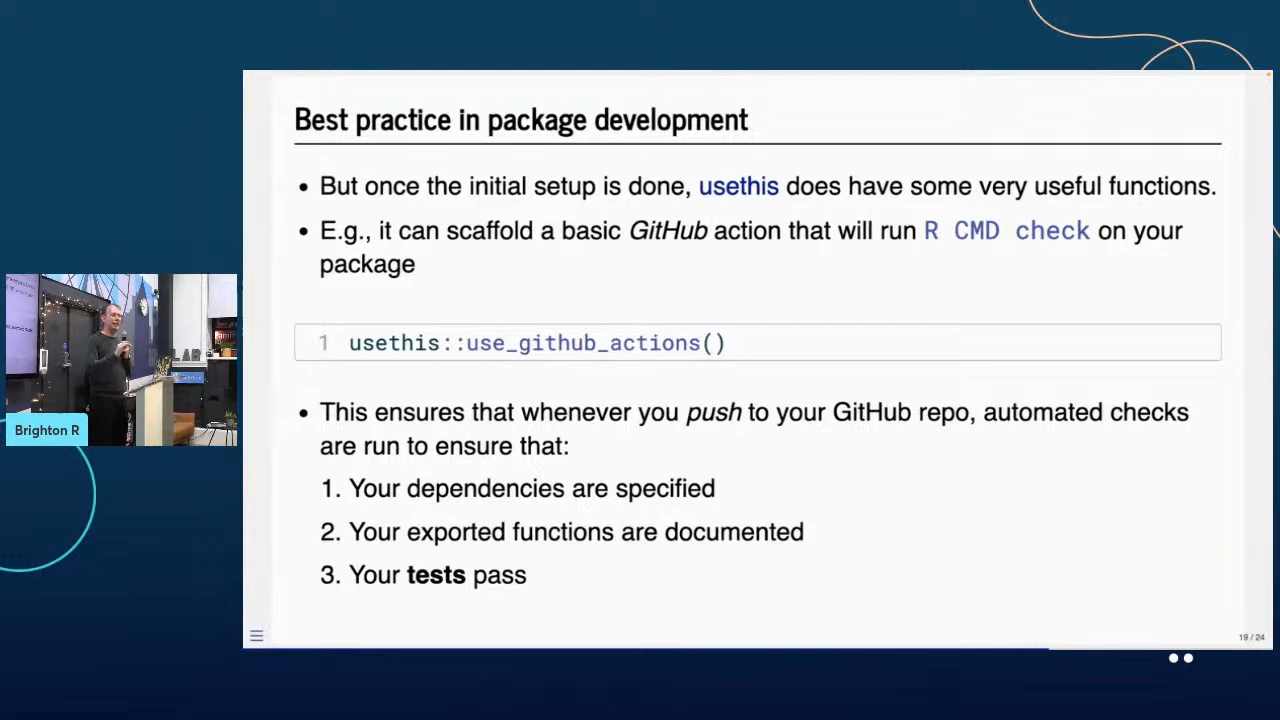 Best practice in package development
• But once the initial setup is done, usethis does have some very useful functions.
• E.g., it can scaffold a basic GitHub action that will run R CMD check on your
package
1 usethis::use_github_actions()
• This ensures that whenever you push to your GitHub repo, automated checks
are run to ensure that:
1. Your dependencies are specified
2. Your exported functions are documented
3. Your tests pass
19 / 24
LAB
Brighton R